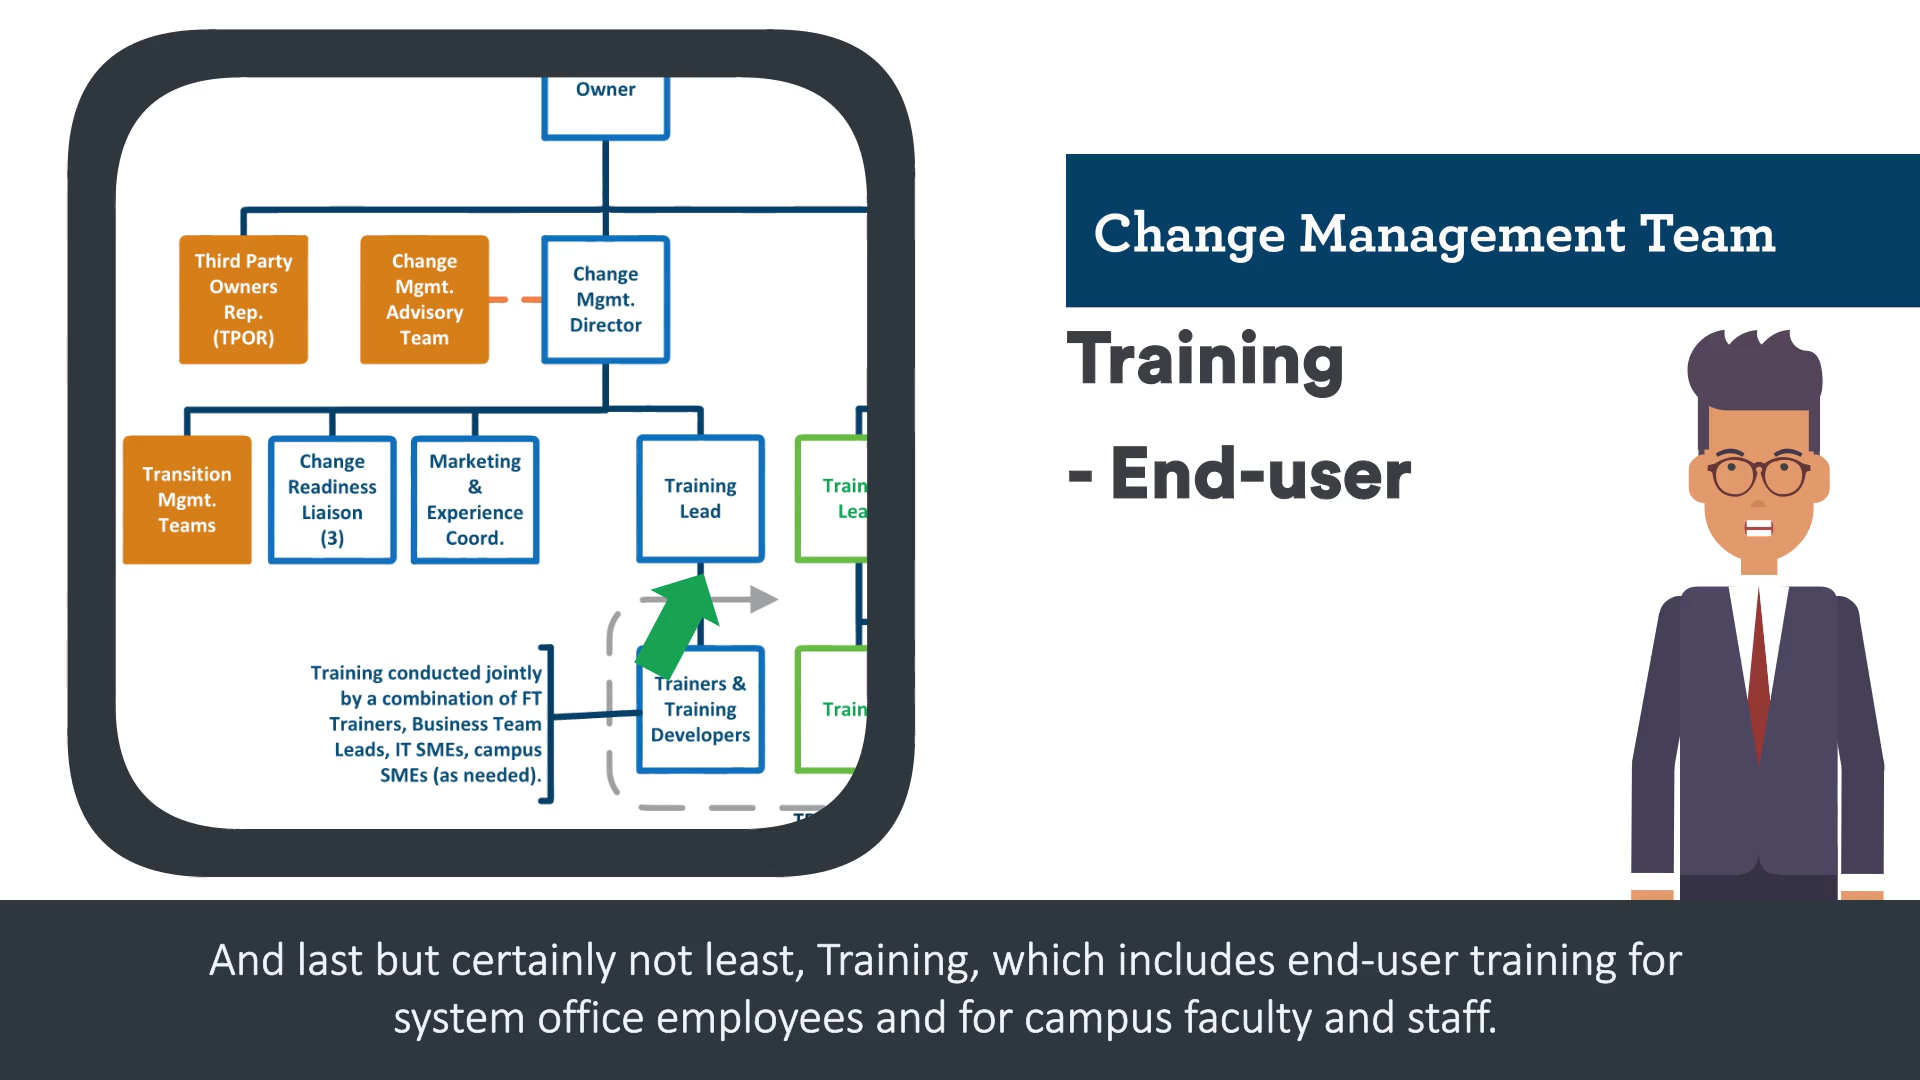 Owner
Third Party
Owners
Rep.
(TPOR)
Change
Mgmt.
Advisory
Team
Change
Mgmt.
Director
Transition
Mgmt.
Teams
Change
Readiness
Liaison
(3)
Marketing
&
Experience
Coord.
Training
Lead
Train
Lea
Training conducted jointly
by a combination of FT
Trainers, Business Team
Leads, IT SMEs, campus
SMEs (as needed).
Trainers &
Training
Developers
Train
Change Management Team
Training
- End-user
And last but certainly not least, Training, which includes end-user training for
system office employees and for campus faculty and staff.